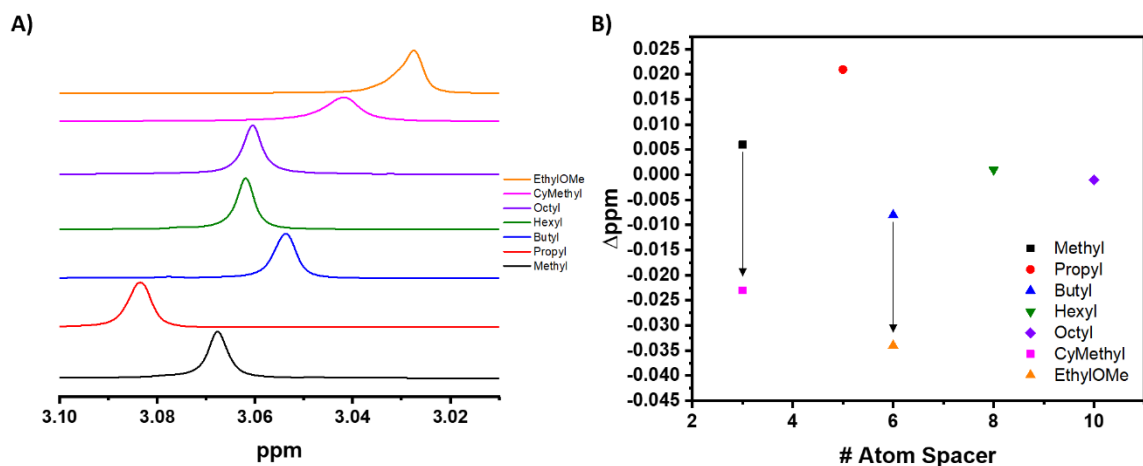 A)
EthylOMe
CyMethyl
Octyl
Hexyl
Butyl
Propyl
Methyl
3.10 3.08 3.06 3.04 3.02
ppm
B)
0.025
0.020
0.015
0.010
0.005
0.000
-0.005
-0.010
-0.015
-0.020
-0.025
-0.030
-0.035
-0.040
-0.045
Δppm
Methyl
Propyl
Butyl
Hexyl
Octyl
CyMethyl
EthylOMe
2 4 6 8 10
# Atom Spacer